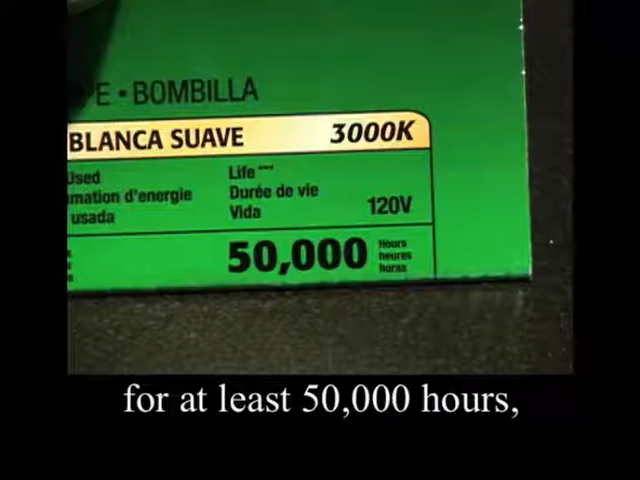 • BOMBILLA
BLANCA SUAVE 3000K
Used Life***
d'energie Durée de vie
usada Vida 120V
50,000 Hours
heures
horas
for at least 50,000 hours,